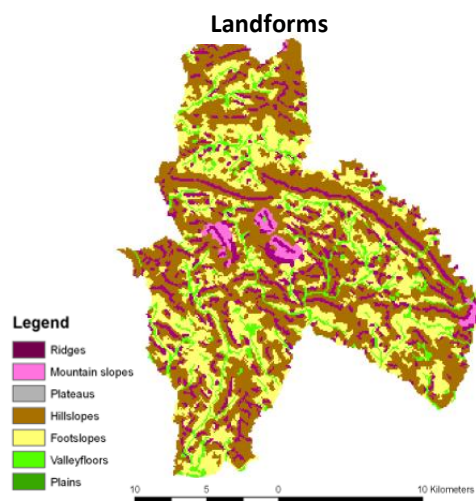 Landforms
Legend
Ridges
Mountain slopes
Plateaus
Hillslopes
Footslopes
Valleyfloors
Plains
10 5 0 10 Kilometers